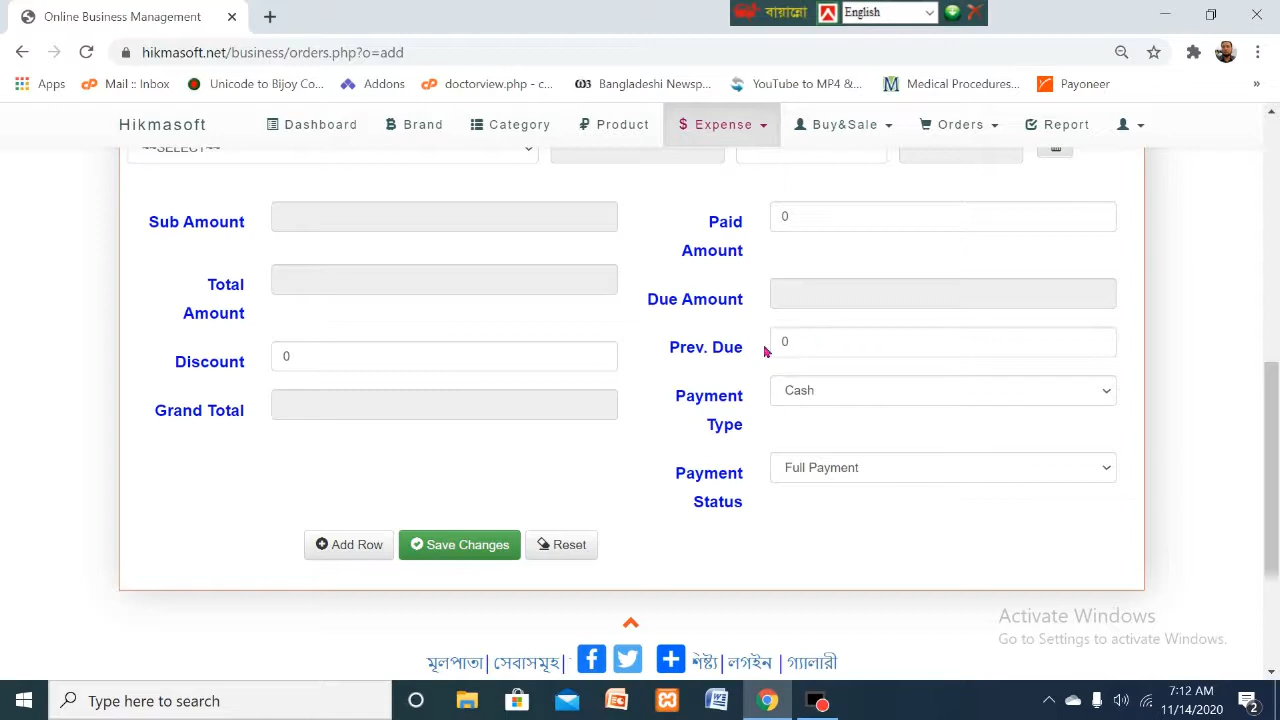 Online Business Management
বায়ান্নো
English
hikmasoft.net/business/orders.php?o=add
Apps
Mail :: Inbox
Unicode to Bijoy Co...
Addons
doctorview.php - c...
Bangladeshi Newsp...
YouTube to MP4 &...
Medical Procedures...
Payoneer
»
Hikmasoft
Dashboard
Brand
Category
Product
$ Expense
Buy&Sale
Orders
Report
~~SELECT~~
Sub Amount
Paid Amount
0
Total Amount
Due Amount
Discount
0
Prev. Due
0
Grand Total
Payment Type
Cash
Payment Status
Full Payment
Add Row
Save Changes
Reset
Activate Windows
Go to Settings to activate Windows.
মূলপাতা| সেবাসমূহ|
| লগইন | গ্যালারী
Type here to search
7:12 AM
11/14/2020
2